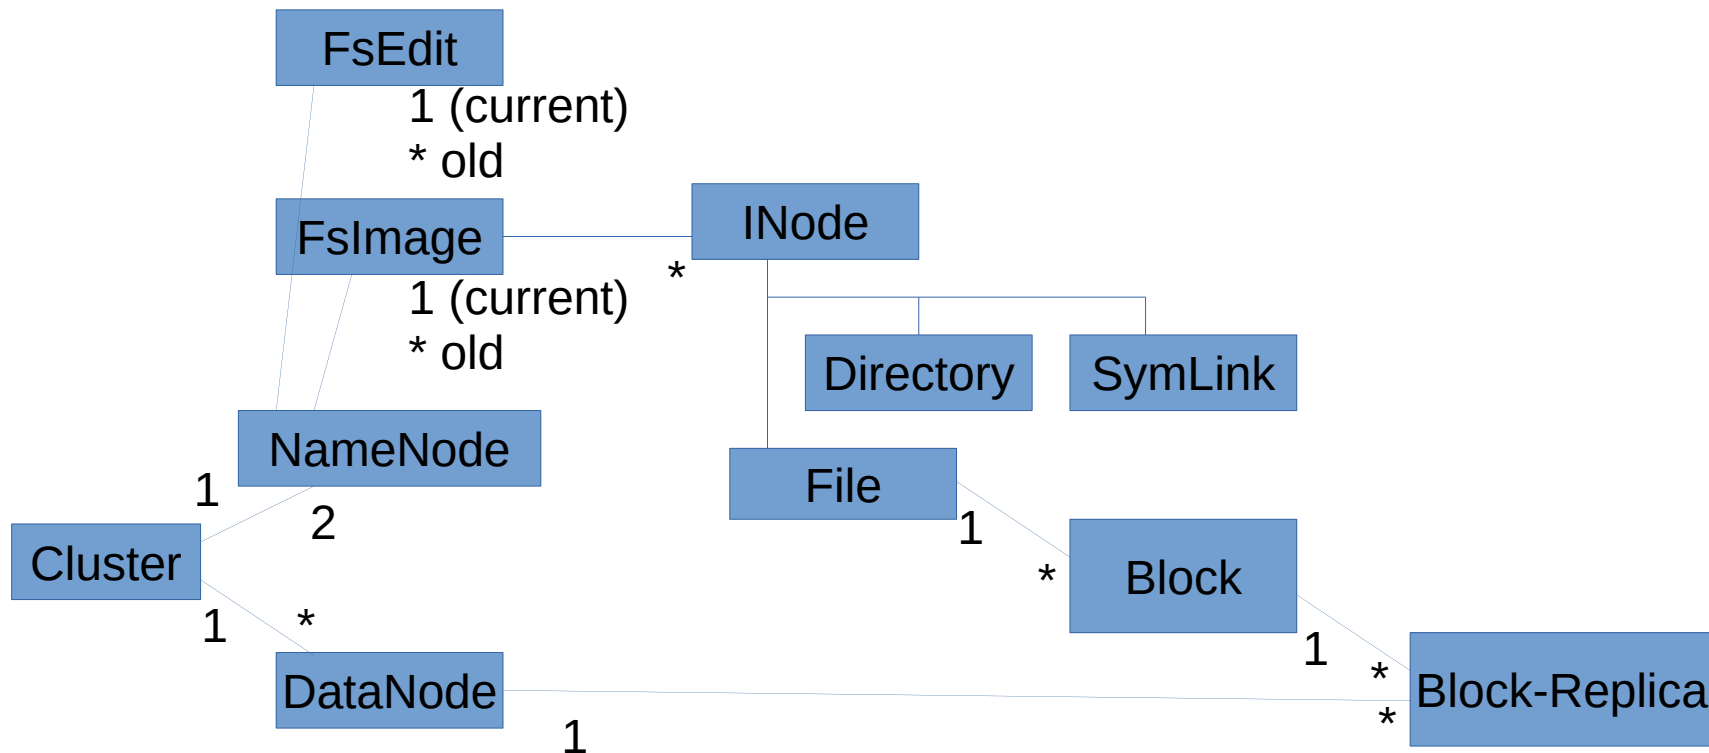 FsEdit
1 (current)
* old
FsImage
1 (current)
* old
INode
*
Directory
SymLink
NameNode
1
2
File
1
*
Cluster
1
*
Block
1
*
DataNode
1
*
Block-Replica